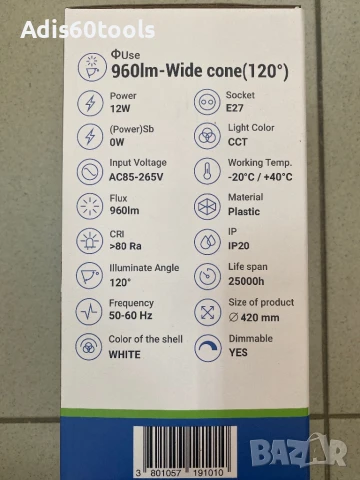 Adis60tools
ΦUse
960lm-Wide cone(120°)
Power
12W
Socket
E27
(Power)Sb
0W
Light Color
CCT
Input Voltage
AC85-265V
Working Temp.
-20°C / +40°C
Flux
960lm
Material
Plastic
CRI
>80 Ra
IP
IP20
Illuminate Angle
120°
Life span
25000h
Frequency
50-60 Hz
Size of product
∅ 420 mm
Color of the shell
WHITE
Dimmable
YES
3 801057 191010
BAZAR